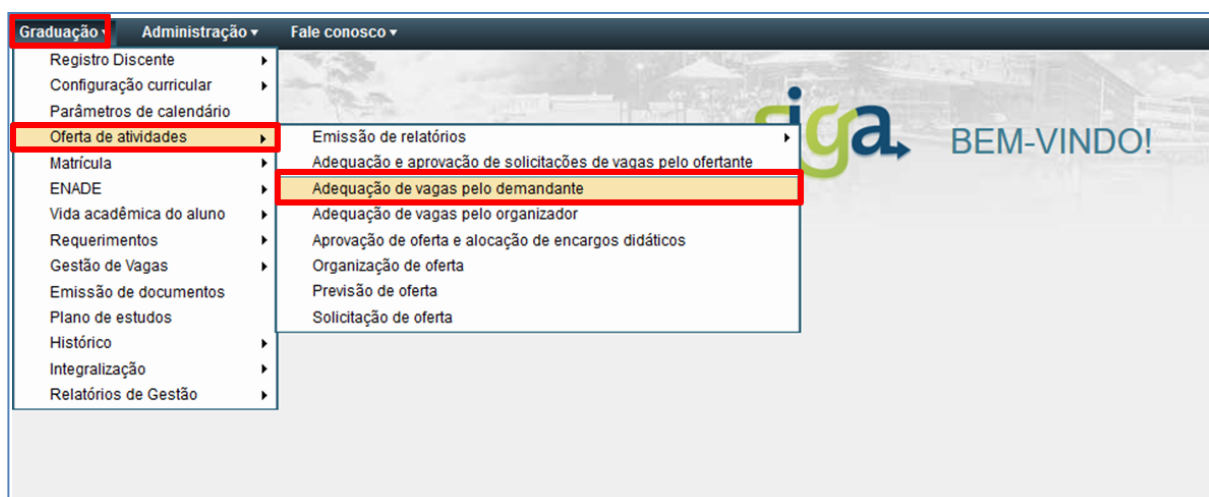 Graduação Administração Fale conosco
Registro Discente
Configuração curricular
Parâmetros de calendário
Oferta de atividades
Matrícula
ENADE
Vida acadêmica do aluno
Requerimentos
Gestão de Vagas
Emissão de documentos
Plano de estudos
Histórico
Integralização
Relatórios de Gestão
Emissão de relatórios
Adequação e aprovação de solicitações de vagas pelo ofertante
Adequação de vagas pelo demandante
Adequação de vagas pelo organizador
Aprovação de oferta e alocação de encargos didáticos
Organização de oferta
Previsão de oferta
Solicitação de oferta
siga
BEM-VINDO!